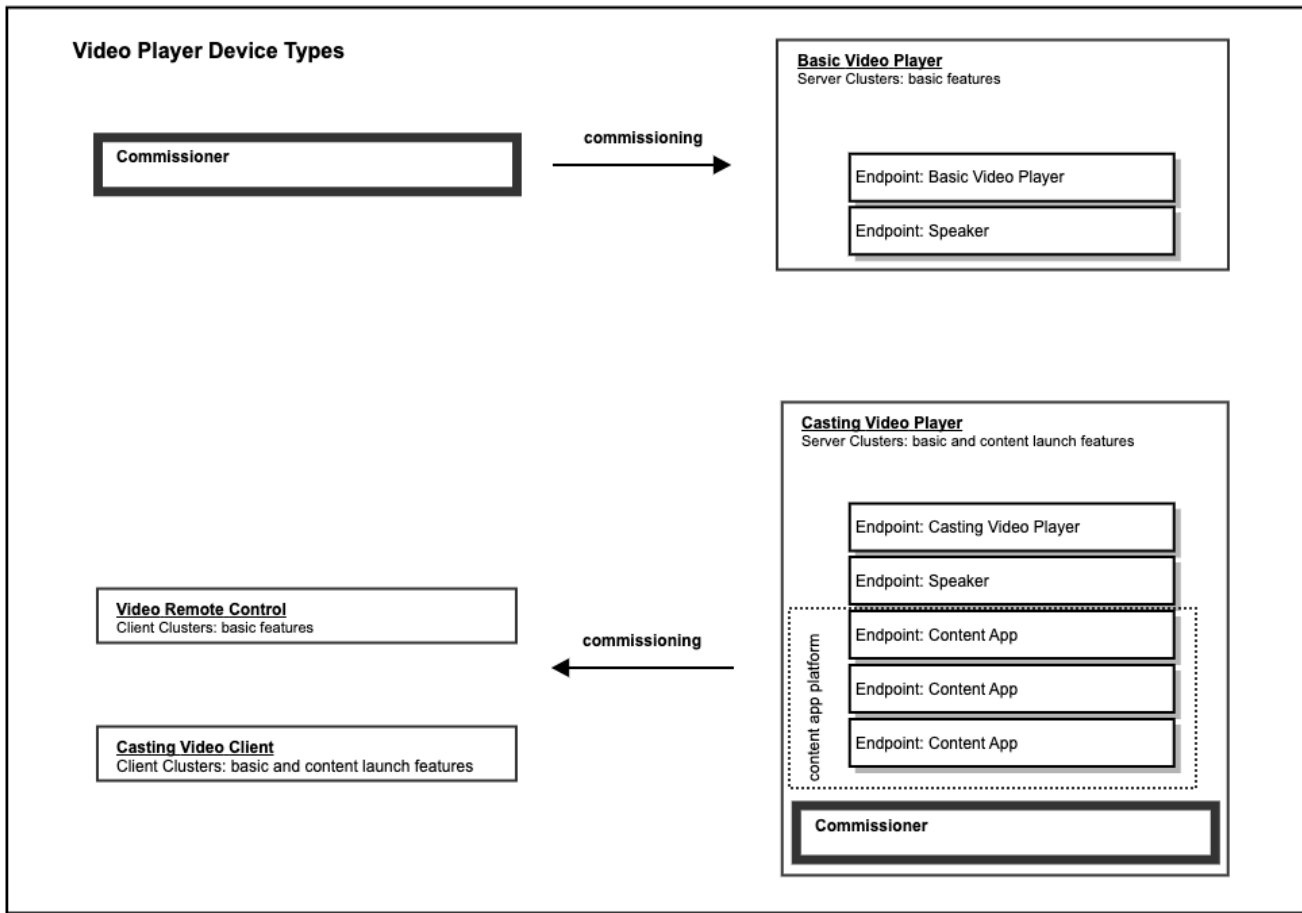 Video Player Device Types
Commissioner
commissioning
Basic Video Player
Server Clusters: basic features
Endpoint: Basic Video Player
Endpoint: Speaker
Video Remote Control
Client Clusters: basic features
Casting Video Client
Client Clusters: basic and content launch features
commissioning
Casting Video Player
Server Clusters: basic and content launch features
Endpoint: Casting Video Player
Endpoint: Speaker
content app platform
Endpoint: Content App
Endpoint: Content App
Endpoint: Content App
Commissioner